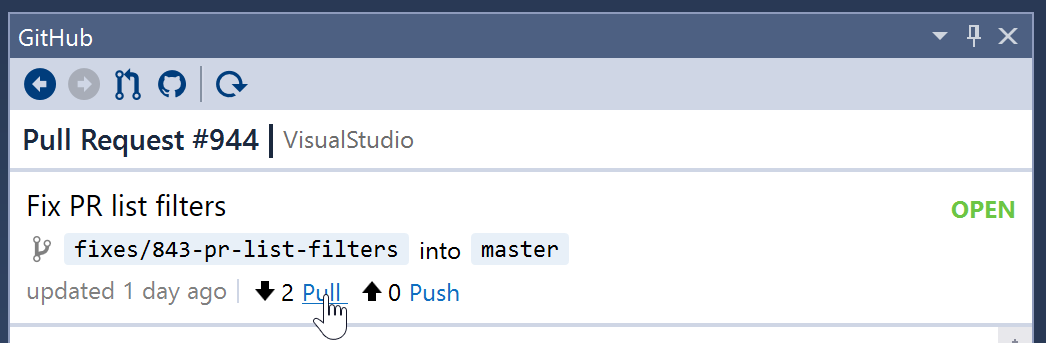 GitHub
Pull Request #944 VisualStudio
Fix PR list filters OPEN
fixes/843-pr-list-filters into master
updated 1 day ago 2 Pull 0 Push